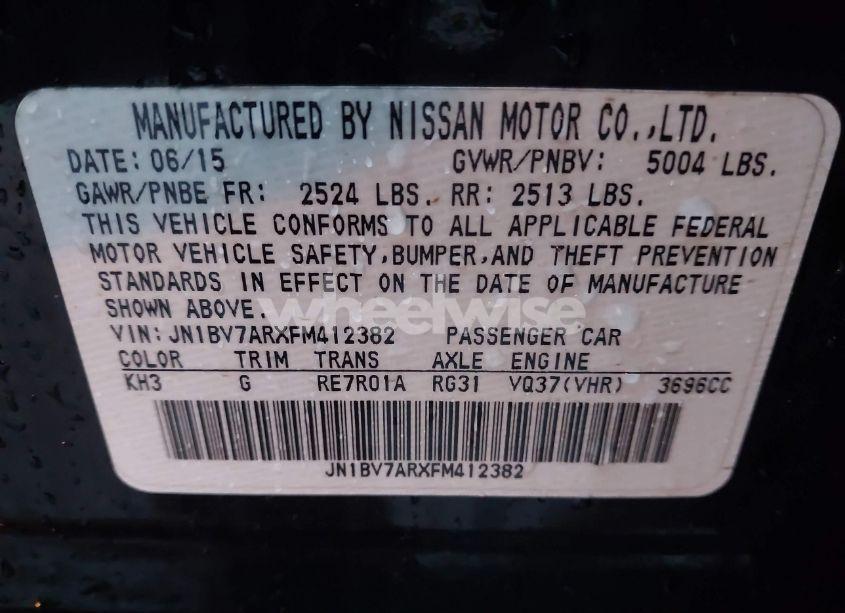 MANUFACTURED BY NISSAN MOTOR CO.,LTD.
DATE: 06/15 GVWR/PNBV: 5004 LBS.
GAWR/PNBE FR: 2524 LBS. RR: 2513 LBS.
THIS VEHICLE CONFORMS TO ALL APPLICABLE FEDERAL
MOTOR VEHICLE SAFETY,BUMPER,AND THEFT PREVENTION
STANDARDS IN EFFECT ON THE DATE OF MANUFACTURE
SHOWN ABOVE.
wheelwise
VIN:JN1BV7ARXFM412382 PASSENGER CAR
COLOR TRIM TRANS AXLE ENGINE
KH3 G RE7R01A RG31 VQ37(VHR) 3696CC
JN1BV7ARXFM412382